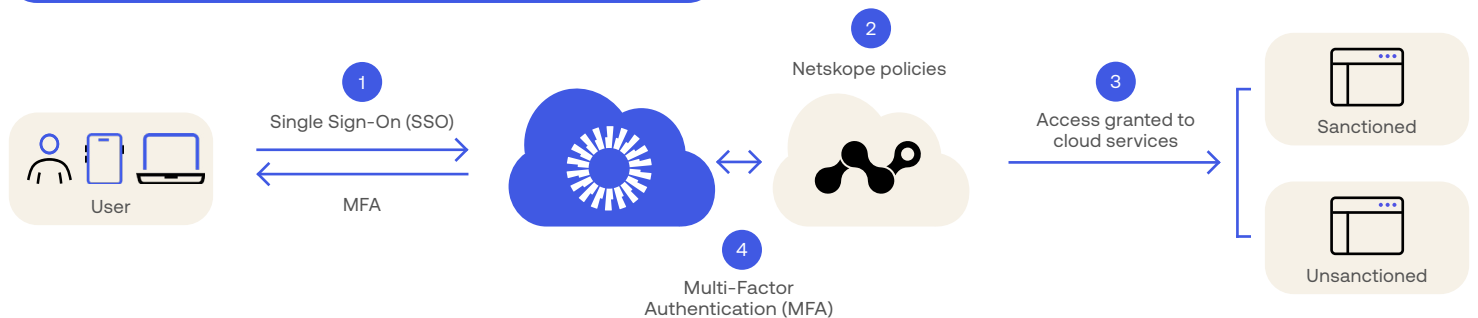 User
1
Single Sign-On (SSO)
MFA
2
Netskope policies
4
Multi-Factor
Authentication (MFA)
3
Access granted to
cloud services
Sanctioned
Unsanctioned